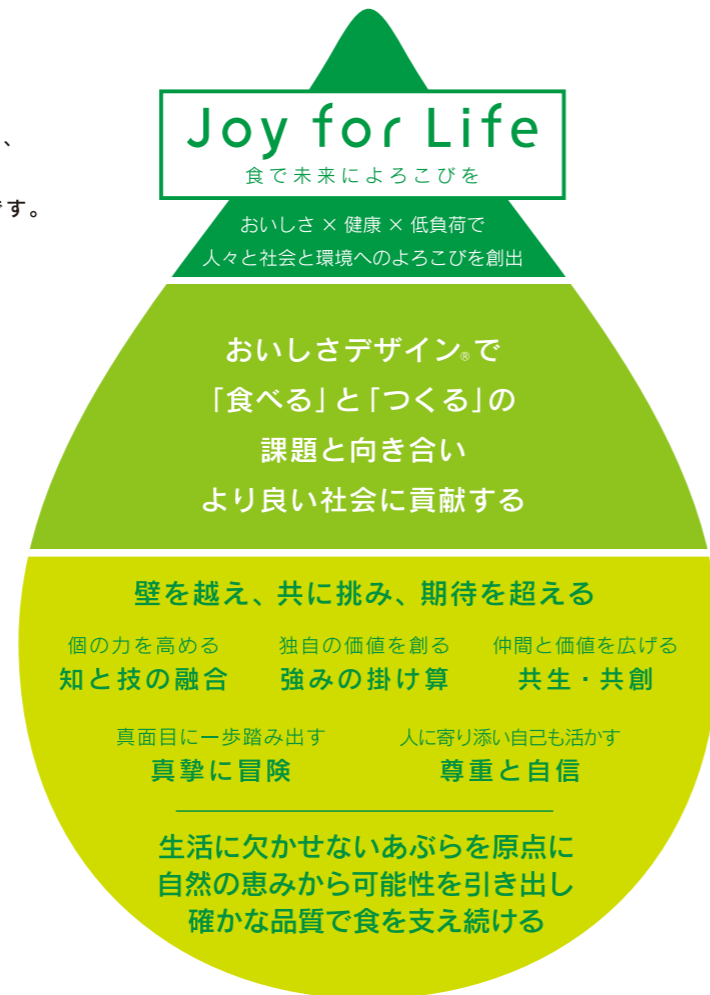 、
です。
Joy for Life
食で未来によろこびを
おいしさ × 健康 × 低負荷で
人々と社会と環境へのよろこびを創出
おいしさデザイン®で
「食べる」と「つくる」の
課題と向き合い
より良い社会に貢献する
壁を越え、共に挑み、期待を超える
個の力を高める 独自の価値を創る 仲間と価値を広げる
知と技の融合 強みの掛け算 共生・共創
真面目に一歩踏み出す 人に寄り添い自己も活かす
真摯に冒険 尊重と自信
生活に欠かせないあぶらを原点に
自然の恵みから可能性を引き出し
確かな品質で食を支え続ける